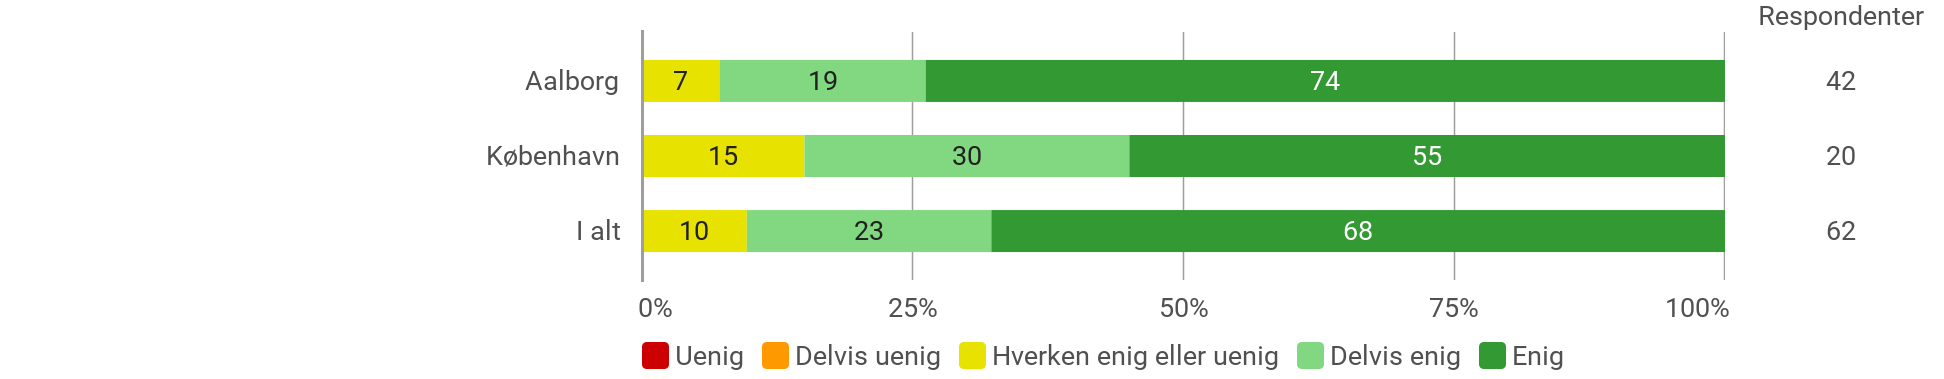 Respondenter
Aalborg 7 19 74 42
København 15 30 55 20
I alt 10 23 68 62
0% 25% 50% 75% 100%
Uenig Delvis uenig Hverken enig eller uenig Delvis enig Enig